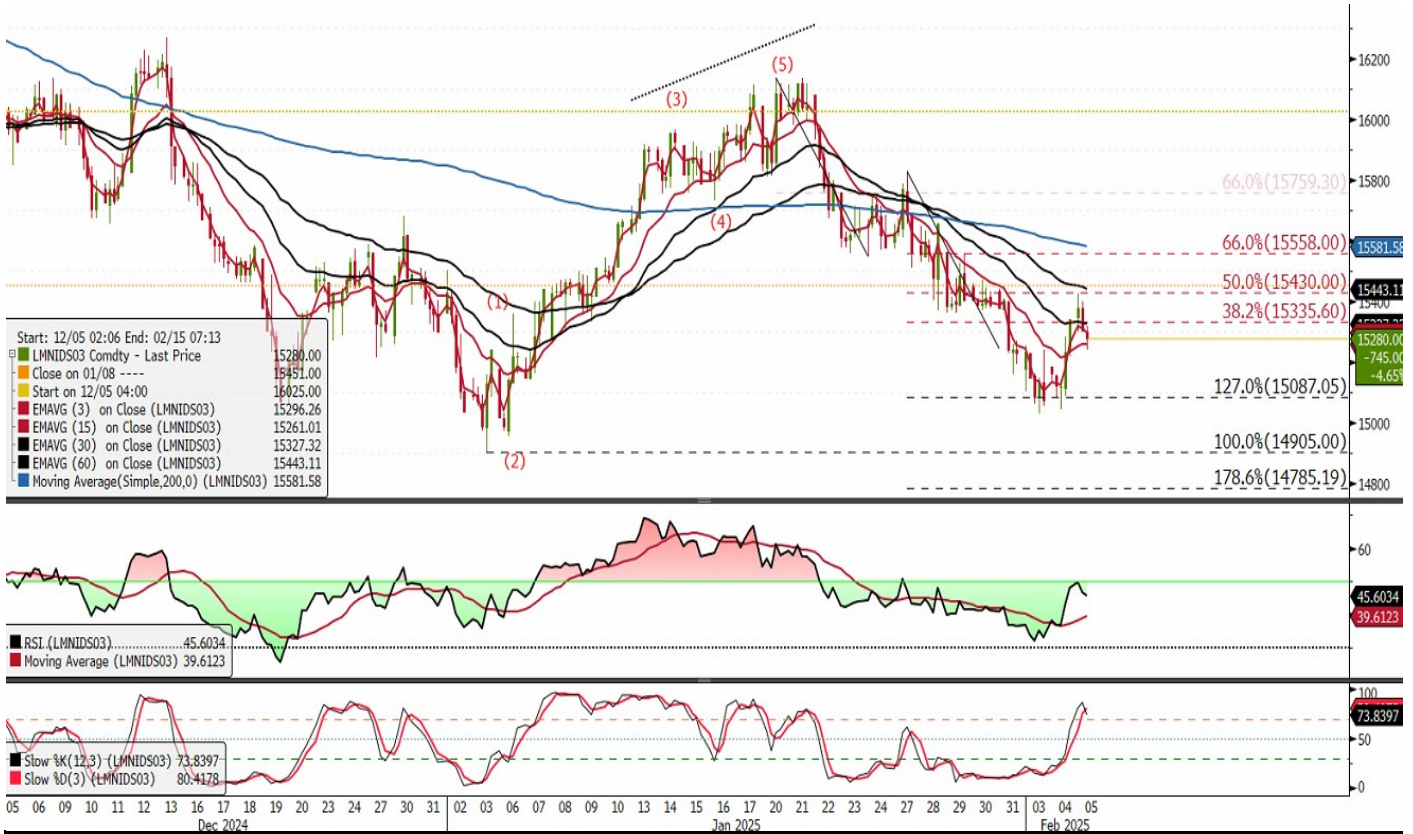 16200
16000
15800
15400
15000
14800
(5)
(3)
(4)
(1)
(2)
66.0%(15759.30)
66.0%(15558.00)
50.0%(15430.00)
38.2%(15335.60)
127.0%(15087.05)
100.0%(14905.00)
178.6%(14785.19)
15581.58
15443.11
15280.00
-745.00
-4.65%
Start: 12/05 02:06 End: 02/15 07:13
LMNIDS03 Comdty - Last Price 15280.00
Close on 01/08 ---- 15451.00
Start on 12/05 04:00 16025.00
EMAVG (3) on Close (LMNIDS03) 15296.26
EMAVG (15) on Close (LMNIDS03) 15261.01
EMAVG (30) on Close (LMNIDS03) 15327.32
EMAVG (60) on Close (LMNIDS03) 15443.11
Moving Average(Simple,200,0) (LMNIDS03) 15581.58
60
45.6034
39.6123
RSI (LMNIDS03) 45.6034
Moving Average (LMNIDS03) 39.6123
100
73.8397
50
0
Slow %K(12,3) (LMNIDS03) 73.8397
Slow %D(3) (LMNIDS03) 80.4178
05 06 09 10 11 12 13 16 17 18 19 20 23 24 26 27 30 31 02 03 06 07 08 09 10 13 14 15 16 17 20 21 22 23 24 27 28 29 30 31 03 04 05
Dec 2024 Jan 2025 Feb 2025